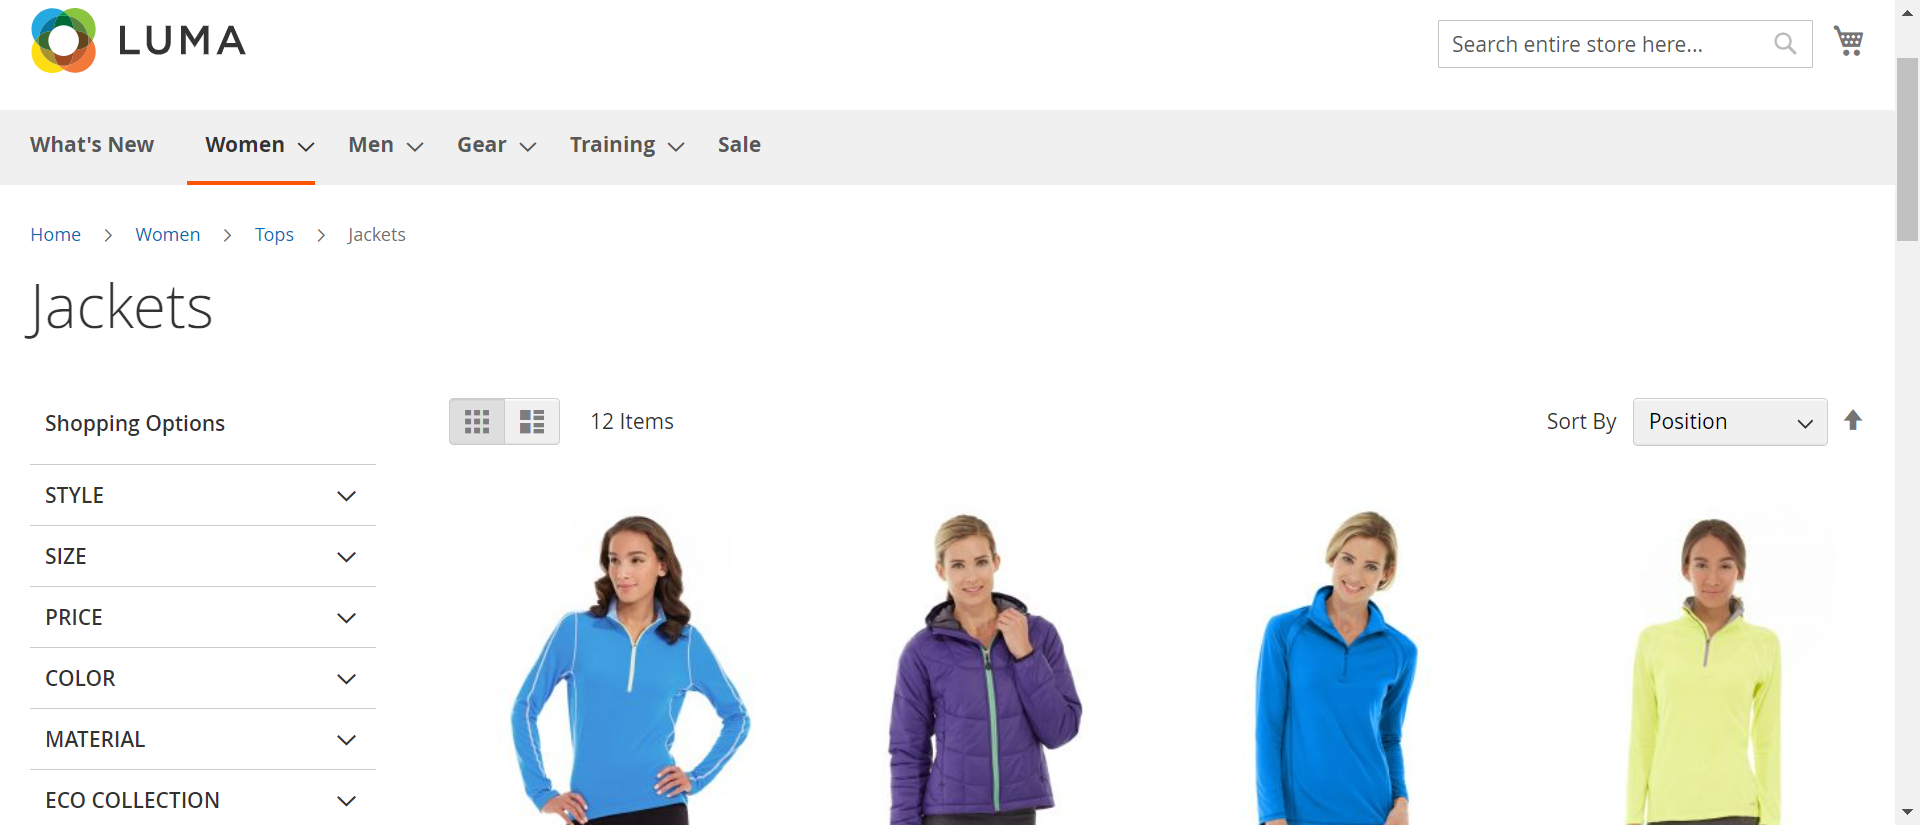 LUMA
Search entire store here...
What's New Women Men Gear Training Sale
Home Women Tops Jackets
Jackets
Shopping Options
12 Items
Sort By Position
STYLE
SIZE
PRICE
COLOR
MATERIAL
ECO COLLECTION